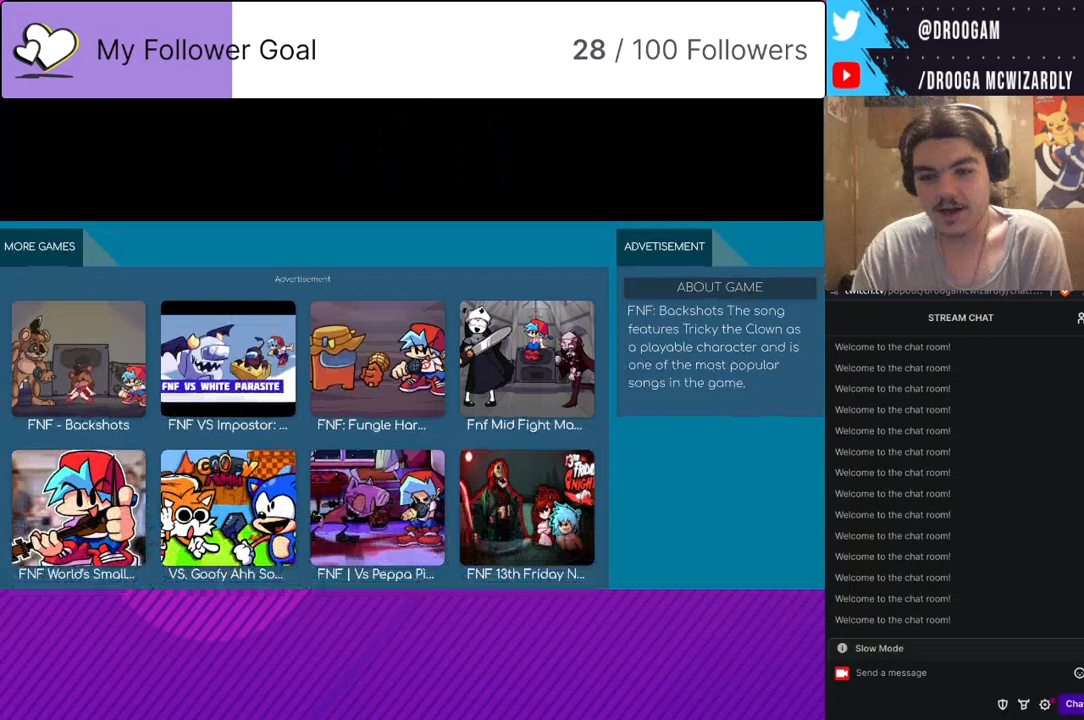 My Follower Goal
28 / 100 Followers
@DROOGAM
/DROOGA MCWIZARDLY
MORE GAMES
ADVETISEMENT
Advertisement
ABOUT GAME
FNF: Backshots The song
features Tricky the Clown as
a playable character and is
one of the most popular
songs in the game.
FNF VS WHITE PARASITE
FNF - Backshots
FNF VS Impostor: ...
FNF: Fungle Har...
Fnf Mid Fight Ma...
FNF World's Small...
VS. Goofy Ahh So...
FNF | Vs Peppa Pi...
FNF 13th Friday N...
STREAM CHAT
Welcome to the chat room!
Welcome to the chat room!
Welcome to the chat room!
Welcome to the chat room!
Welcome to the chat room!
Welcome to the chat room!
Welcome to the chat room!
Welcome to the chat room!
Welcome to the chat room!
Welcome to the chat room!
Welcome to the chat room!
Welcome to the chat room!
Welcome to the chat room!
Welcome to the chat room!
Slow Mode
Send a message
Cha